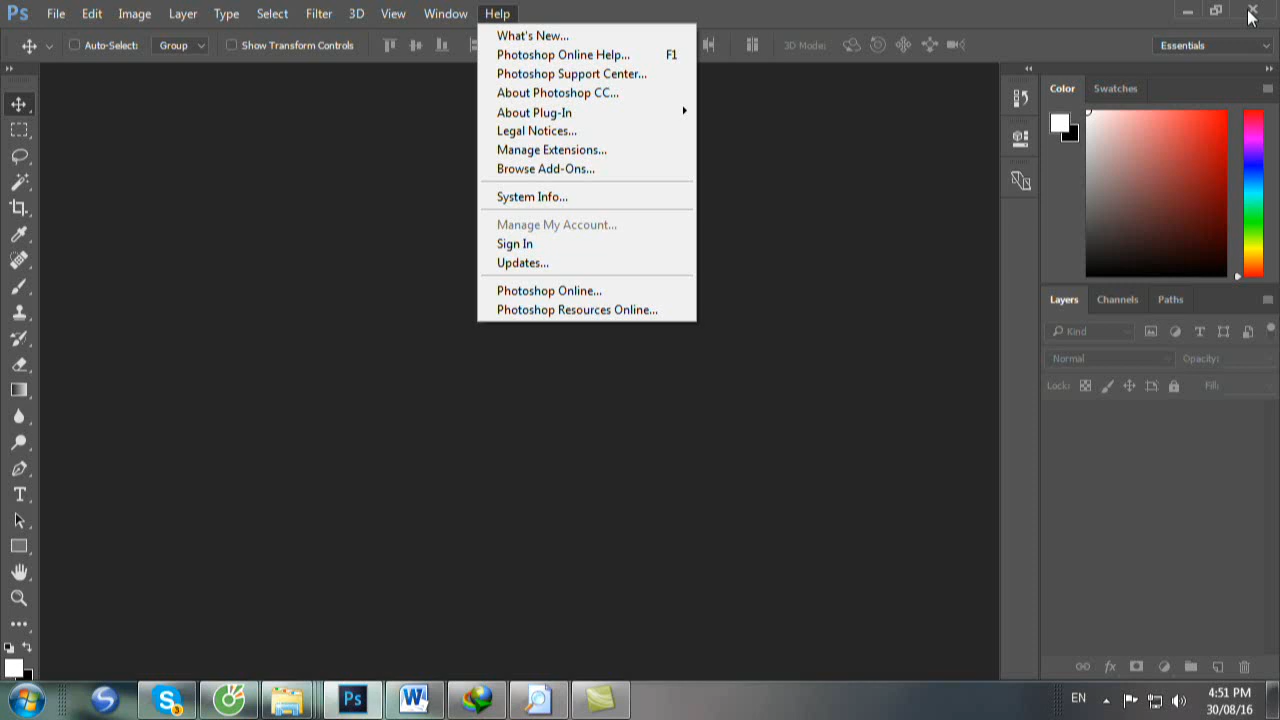 Ps File Edit Image Layer Type Select Filter 3D View Window Help
Auto-Select: Group Show Transform Controls 3D Mode: Essentials
What's New...
Photoshop Online Help... F1
Photoshop Support Center...
About Photoshop CC...
About Plug-In
Legal Notices...
Manage Extensions...
Browse Add-Ons...
System Info...
Manage My Account...
Sign In
Updates...
Photoshop Online...
Photoshop Resources Online...
Color Swatches
Layers Channels Paths
Kind
Normal Opacity:
Lock: Fill:
fx
Ps
EN
4:51 PM
30/08/16